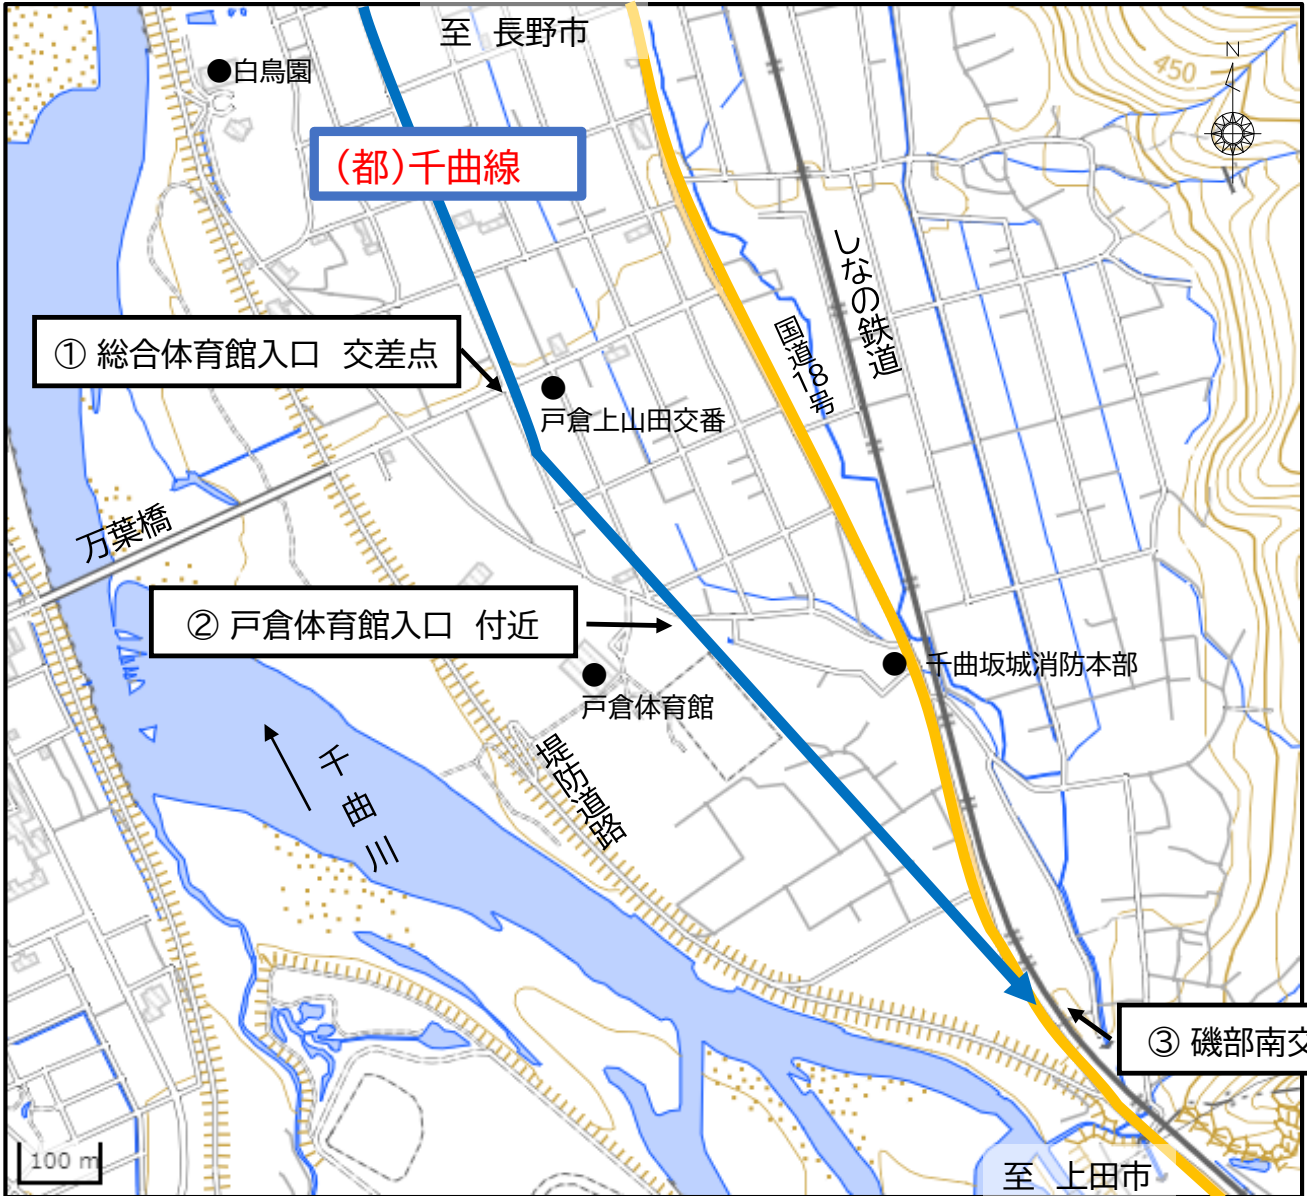 至 長野市
N
450
白鳥園
(都)千曲線
しなの鉄道
国道18号
① 総合体育館入口 交差点
戸倉上山田交番
万葉橋
② 戸倉体育館入口 付近
千曲坂城消防本部
戸倉体育館
堤防道路
千曲川
③ 磯部南交
100 m
至 上田市